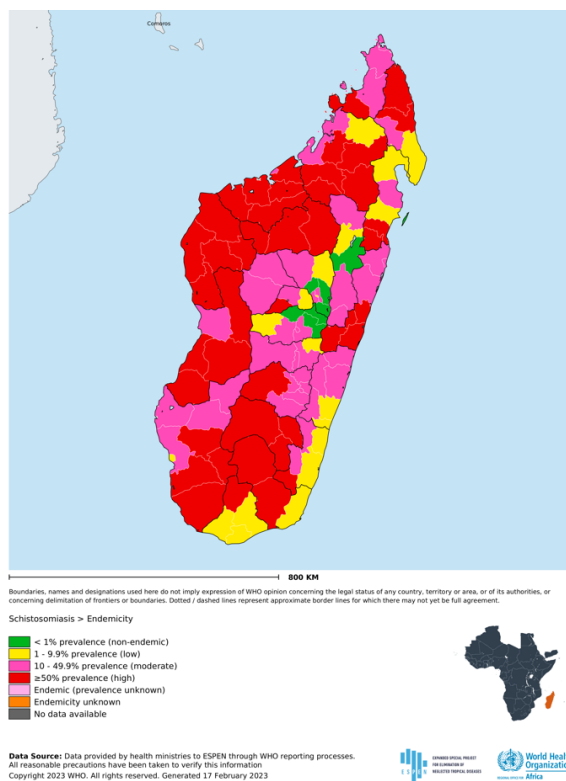 Comoros
800 KM
Boundaries, names and designations used here do not imply expression of WHO opinion concerning the legal status of any country, territory or area, or of its authorities, or
concerning delimitation of frontiers or boundaries. Dotted / dashed lines represent approximate border lines for which there may not yet be full agreement.
Schistosomiasis > Endemicity
< 1% prevalence (non-endemic)
1 - 9.9% prevalence (low)
10 - 49.9% prevalence (moderate)
≥50% prevalence (high)
Endemic (prevalence unknown)
Endemicity unknown
No data available
Data Source: Data provided by health ministries to ESPEN through WHO reporting processes.
All reasonable precautions have been taken to verify this information
Copyright 2023 WHO. All rights reserved. Generated 17 February 2023
ESPEN
EXPANDED SPECIAL PROJECT
FOR ELIMINATION OF
NEGLECTED TROPICAL DISEASES
World Heal
Organizatio
REGIONAL OFFICE FOR Africa